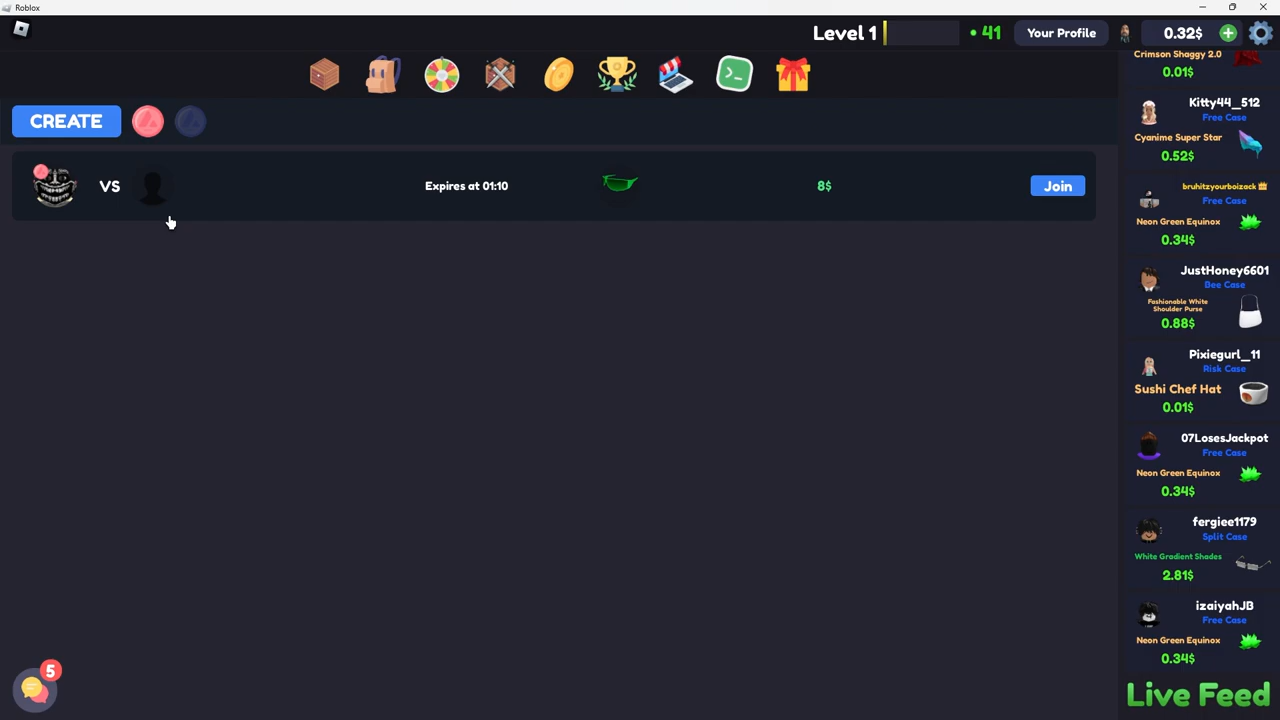 Roblox
Level 1
• 41
Your Profile
0.32$
CREATE
VS
Expires at 01:10
8$
Join
Crimson Shaggy 2.0
0.01$
Kitty44_512
Free Case
Cyanime Super Star
0.52$
bruhitzyourboizack
Free Case
Neon Green Equinox
0.34$
JustHoney6601
Bee Case
Fashionable White
Shoulder Purse
0.88$
Pixiegurl_11
Risk Case
Sushi Chef Hat
0.01$
07LosesJackpot
Free Case
Neon Green Equinox
0.34$
fergiee1179
Split Case
White Gradient Shades
2.81$
izaiyahJB
Free Case
Neon Green Equinox
0.34$
5
Live Feed